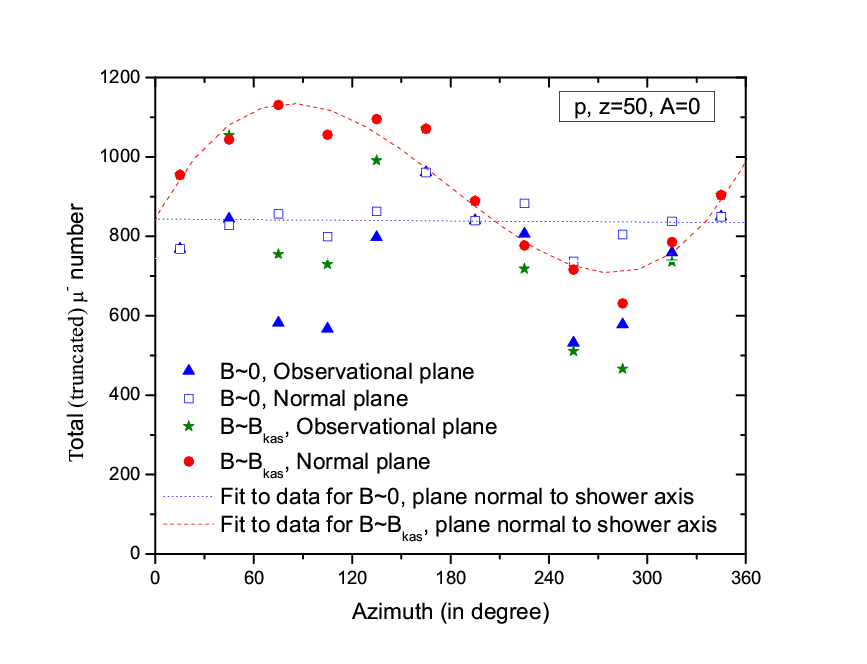 p, z=50, A=0
1200
1000
800
600
400
200
0
Total (truncated) μ- number
B~0, Observational plane
B~0, Normal plane
B~Bkas, Observational plane
B~Bkas, Normal plane
Fit to data for B~0, plane normal to shower axis
Fit to data for B~Bkas, plane normal to shower axis
0 60 120 180 240 300 360
Azimuth (in degree)